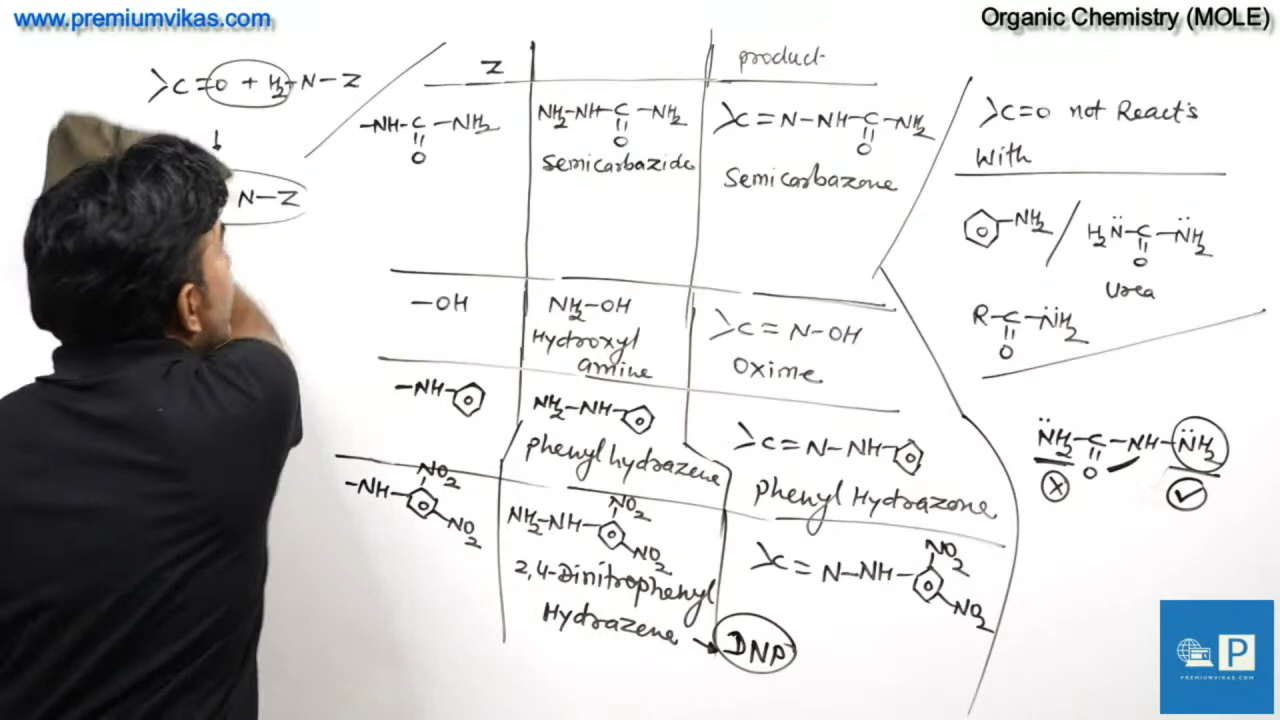 www.premiumvikas.com
Organic Chemistry (MOLE)
>C=O + H2N-Z
N-Z
Z
product
-NH-C-NH2
O
NH2-NH-C-NH2
O
Semicarbazide
>C=N-NH-C-NH2
O
Semicarbazone
-OH
NH2-OH
Hydroxyl
amine
>C=N-OH
Oxime
-NH-
NH2-NH-
phenyl hydrazene
>C=N-NH-
phenyl Hydrazone
-NH-
NO2
NO2
NH2-NH-
NO2
NO2
2,4-Dinitrophenyl
Hydrazene → DNP
>C=N-NH-
NO2
NO2
>C=O not React's
With
-NH2
H2N-C-NH2
O
Urea
R-C-NH2
O
NH2-C-NH-NH2
O
P
PREMIUMVIKAS.COM